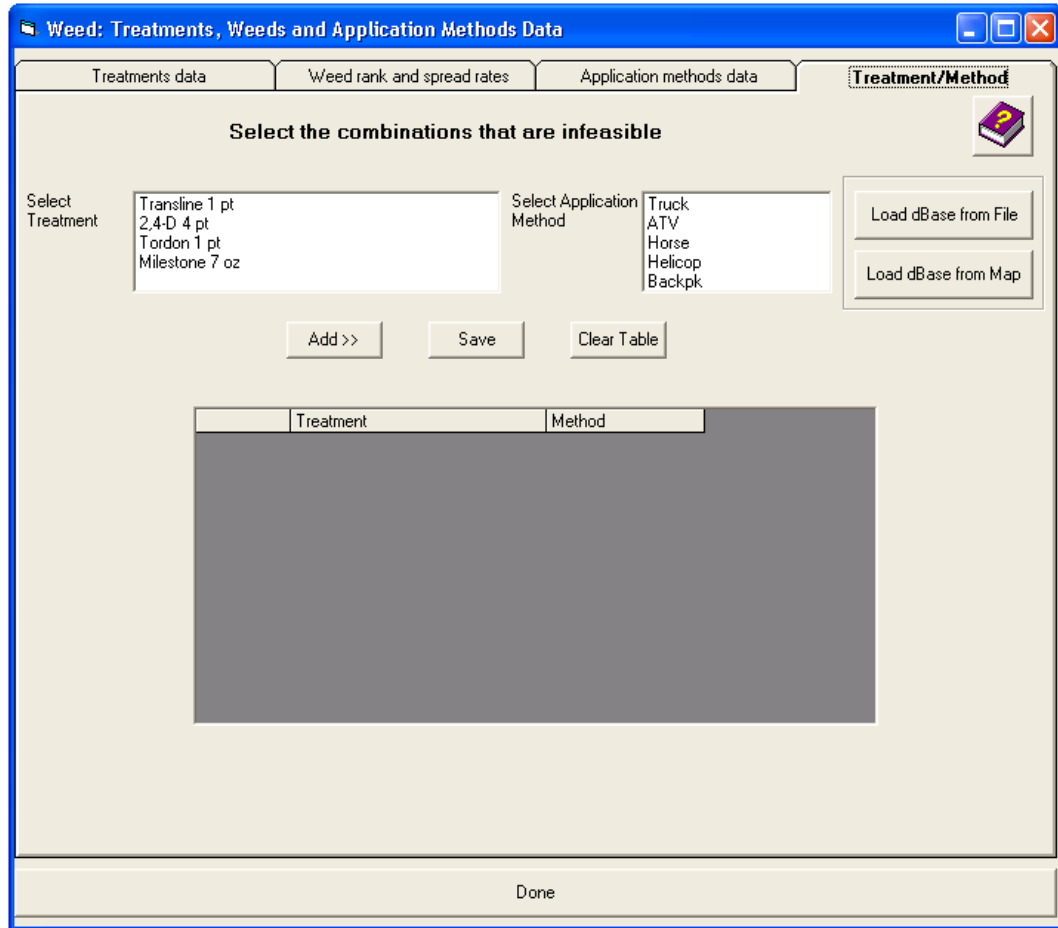 Weed: Treatments, Weeds and Application Methods Data
Treatments data
Weed rank and spread rates
Application methods data
Treatment/Method
Select the combinations that are infeasible
?
Select
Treatment
Transline 1 pt
2,4-D 4 pt
Tordon 1 pt
Milestone 7 oz
Select Application
Method
Truck
ATV
Horse
Helicop
Backpk
Load dBase from File
Load dBase from Map
Add >>
Save
Clear Table
Treatment
Method
Done